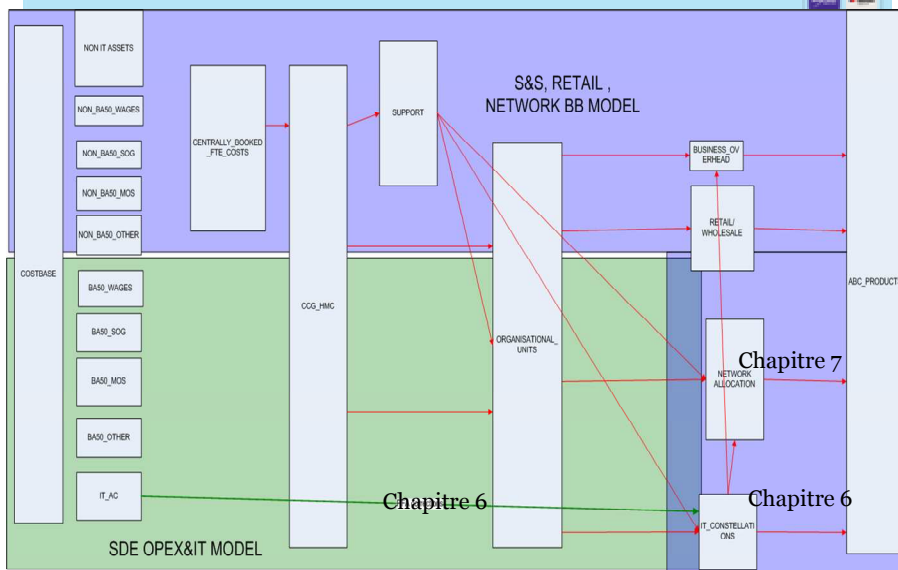 NON IT ASSETS
S&S, RETAIL ,
NETWORK BB MODEL
NON_BA50_WAGES
SUPPORT
CENTRALLY_BOOKED
_FTE_COSTS
NON_BA50_SOG
BUSINESS_OV
ERHEAD
NON_BA50_MOS
NON_BA50_OTHER
RETAIL/
WHOLESALE
COSTBASE
BA50_WAGES
CCG_HMC
ABC_PRODUCTS
BA50_SOG
ORGANISATIONAL_
UNITS
Chapitre 7
BA50_MOS
NETWORK
ALLOCATION
BA50_OTHER
IT_AC
Chapitre 6
Chapitre 6
IT_CONSTELLATI
ONS
SDE OPEX&IT MODEL